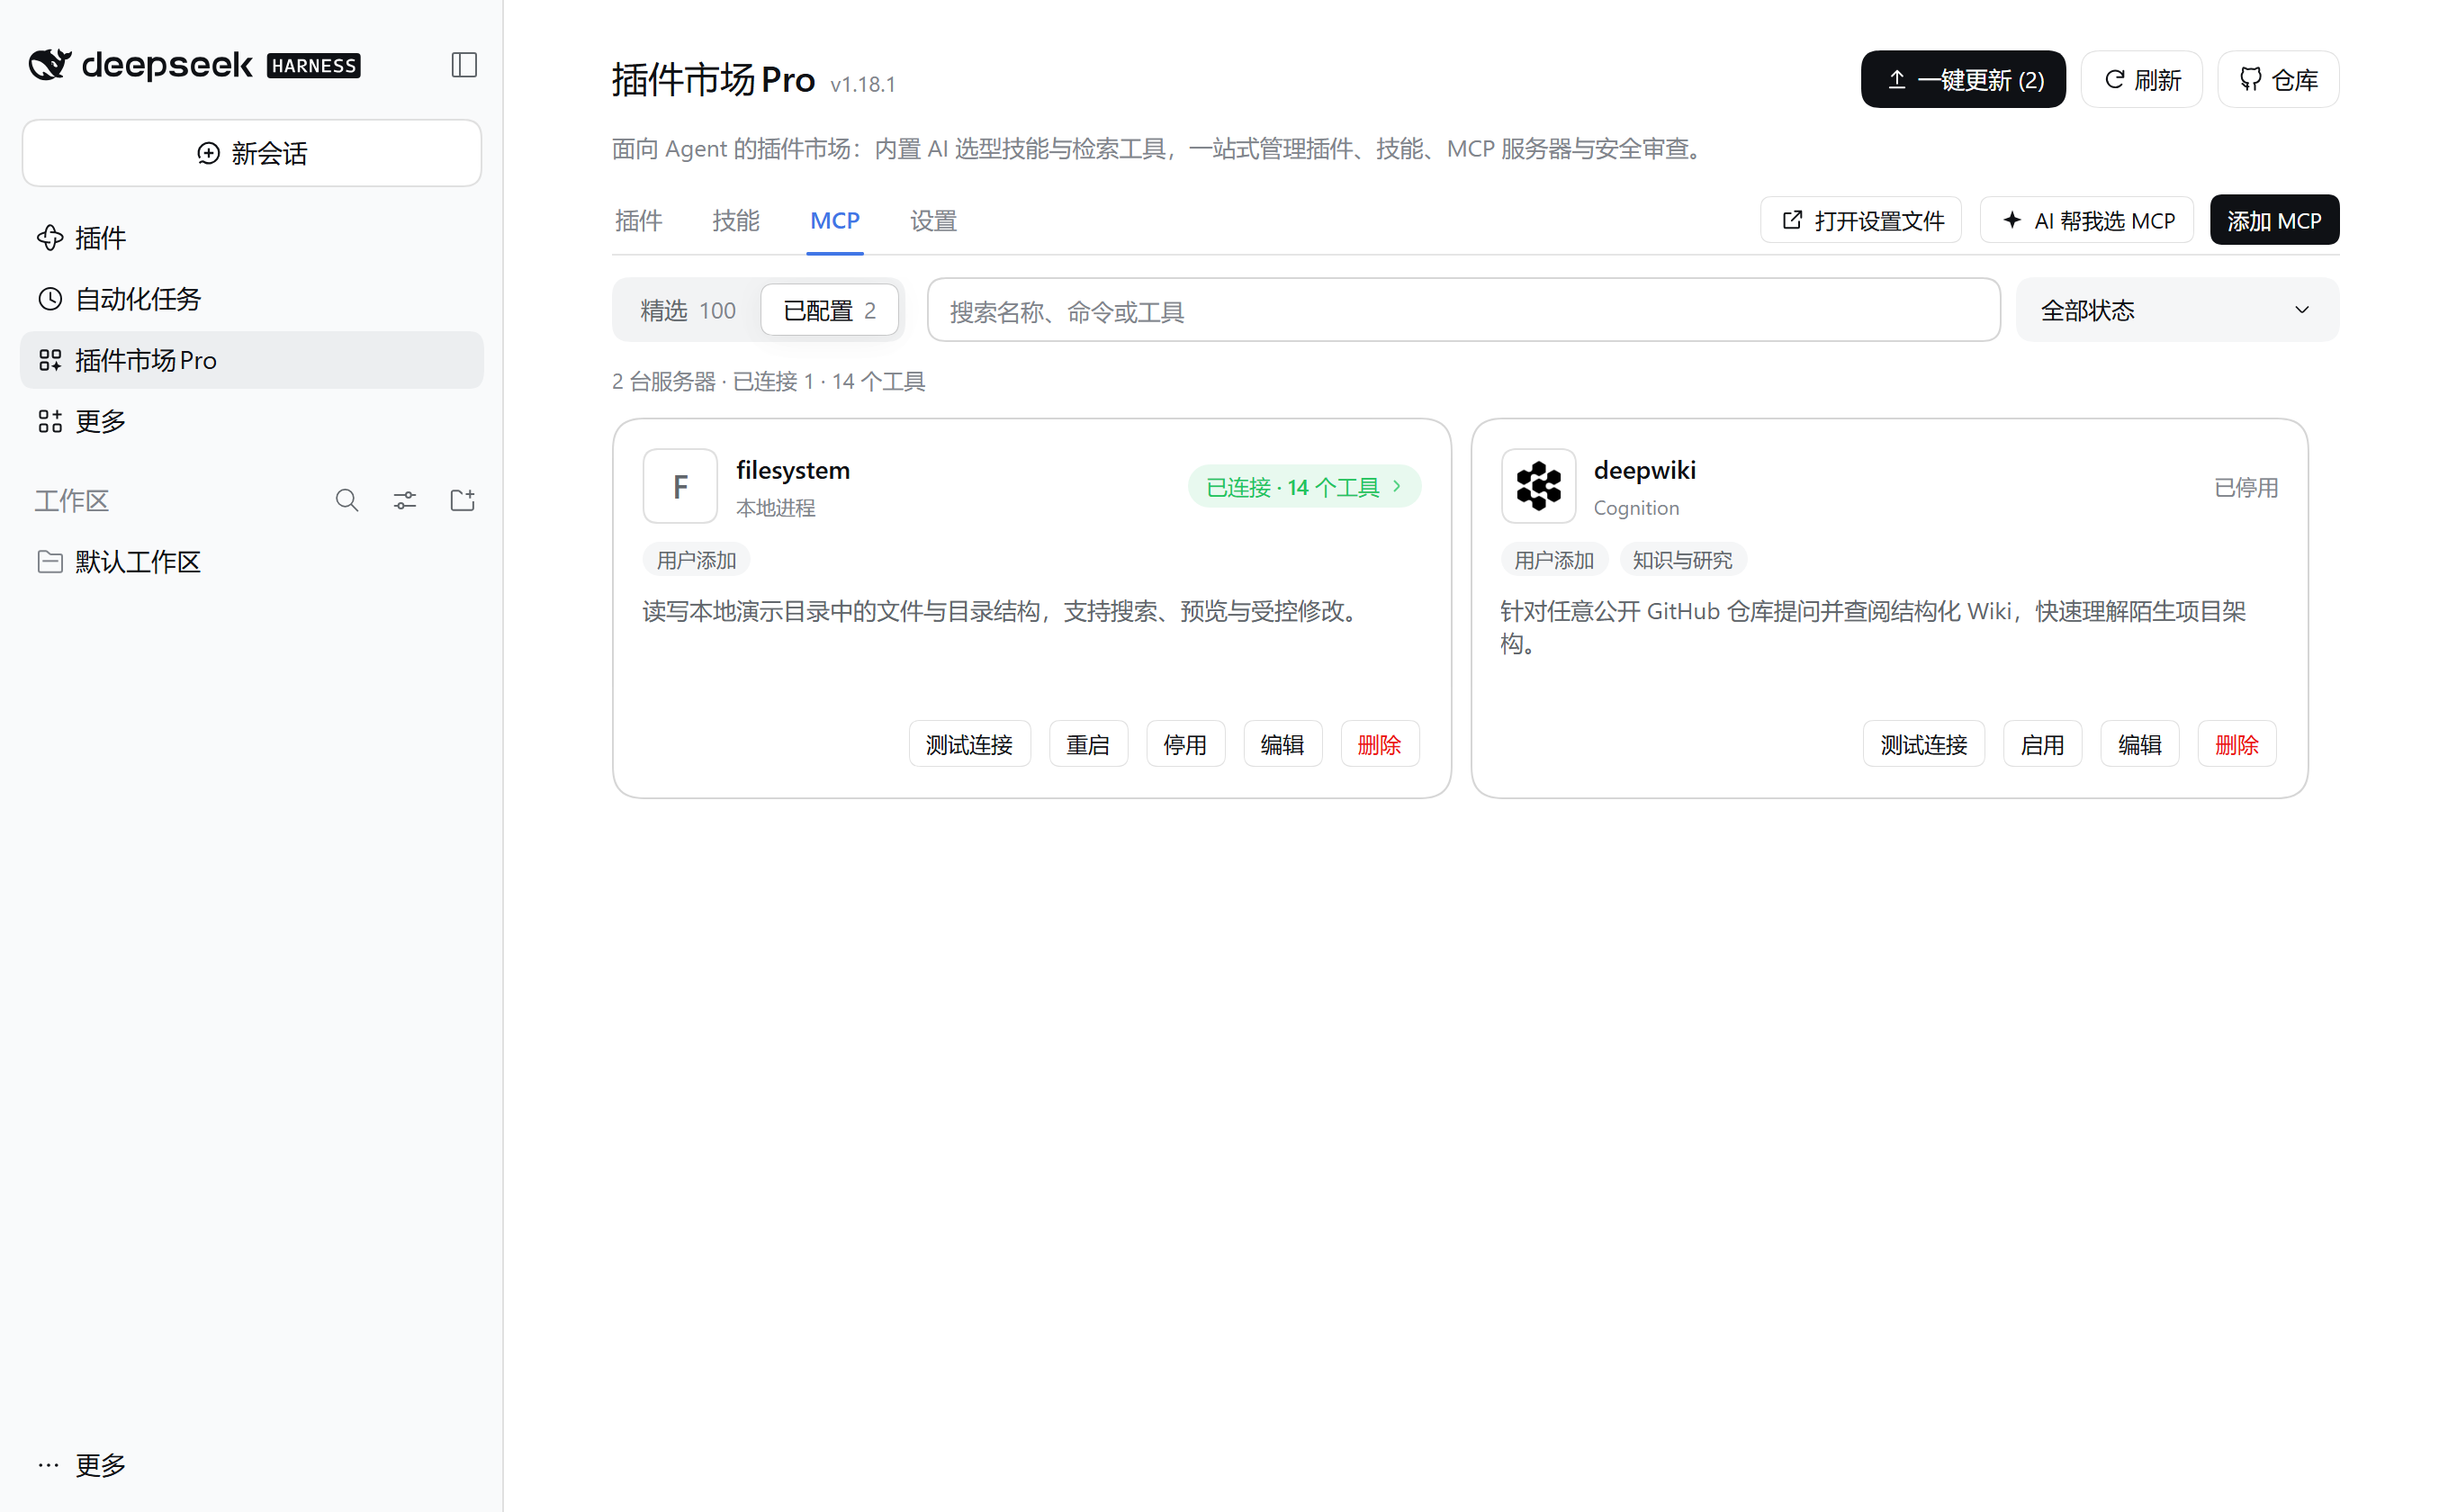 deepseek HARNESS
新会话
插件
自动化任务
插件市场Pro
更多
工作区
默认工作区
更多
插件市场Pro v1.18.1
一键更新 (2)
刷新
仓库
面向 Agent 的插件市场：内置 AI 选型技能与检索工具，一站式管理插件、技能、MCP 服务器与安全审查。
插件 技能 MCP 设置
打开设置文件
AI 帮我选 MCP
添加 MCP
精选 100
已配置 2
搜索名称、命令或工具
全部状态
2 台服务器 · 已连接 1 · 14 个工具
F
filesystem
本地进程
已连接 · 14 个工具
用户添加
读写本地演示目录中的文件与目录结构，支持搜索、预览与受控修改。
测试连接 重启 停用 编辑 删除
deepwiki
Cognition
已停用
用户添加 知识与研究
针对任意公开 GitHub 仓库提问并查阅结构化 Wiki，快速理解陌生项目架
构。
测试连接 启用 编辑 删除